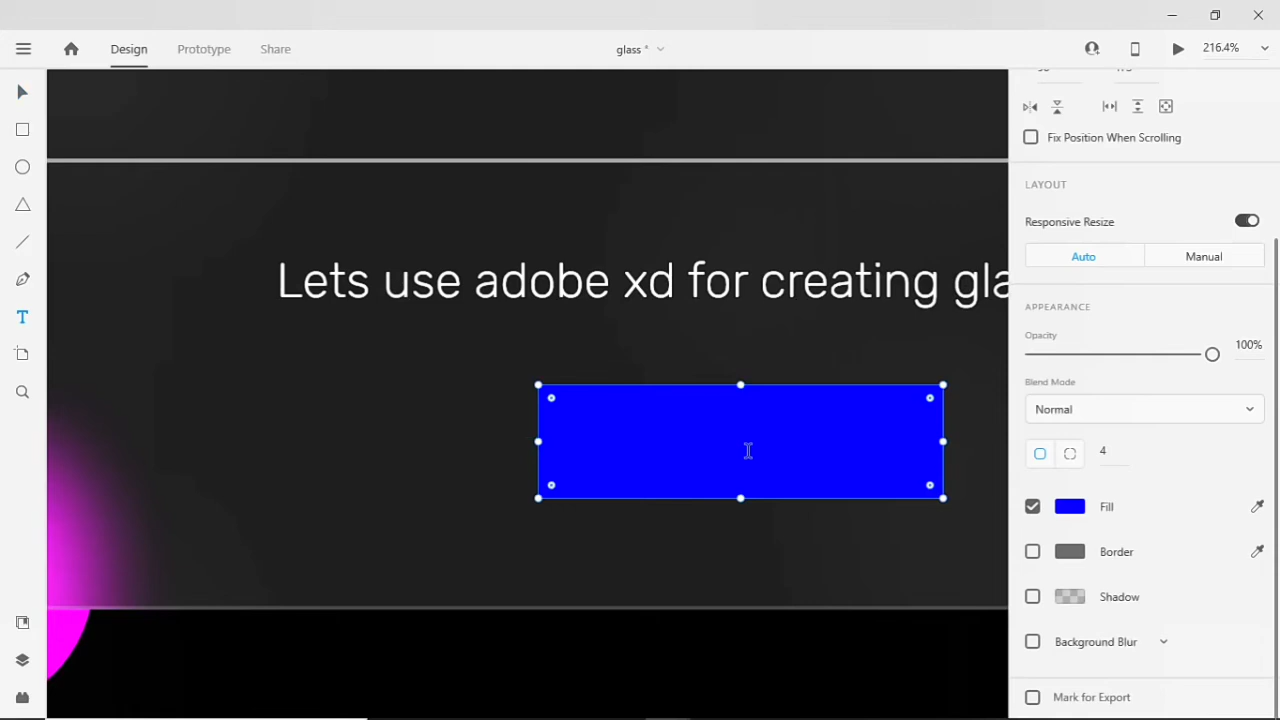 Design
Prototype
Share
glass *
216.4%
Fix Position When Scrolling
LAYOUT
Responsive Resize
Auto
Manual
APPEARANCE
Opacity
100%
Blend Mode
Normal
4
Fill
Border
Shadow
Background Blur
Mark for Export
Lets use adobe xd for creating gla